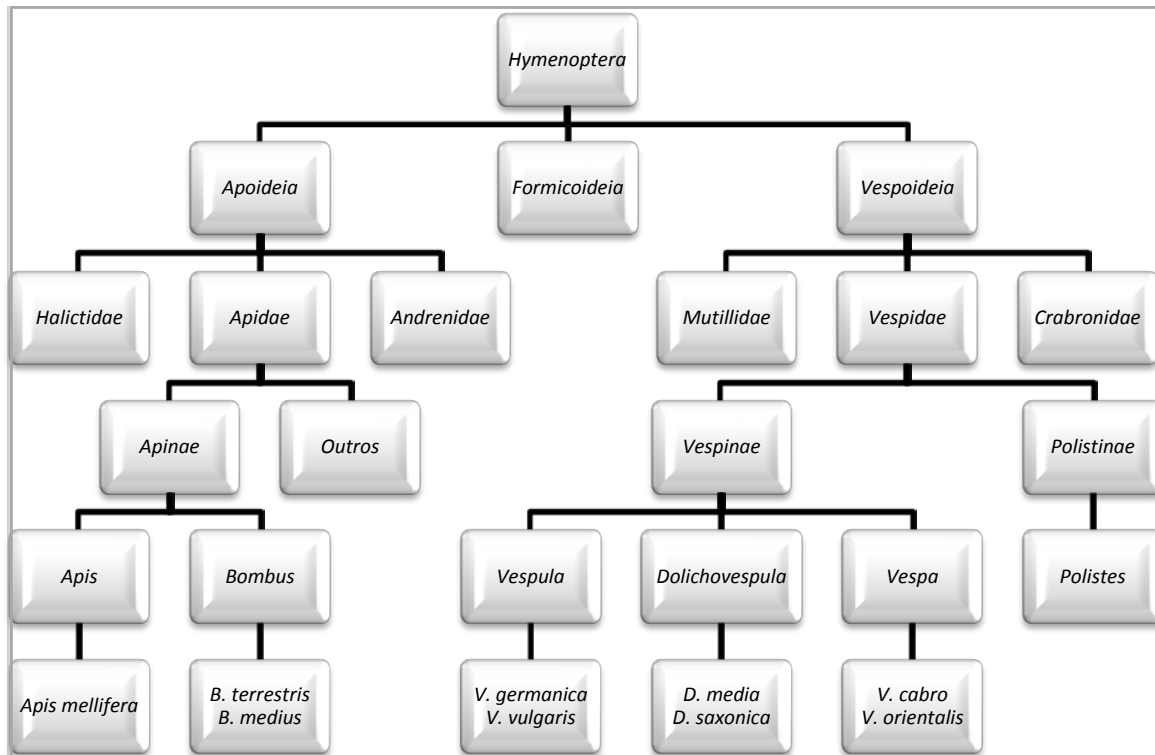 Hymenoptera
Apoideia
Formicoideia
Vespoideia
Halictidae
Apidae
Andrenidae
Mutillidae
Vespidae
Crabronidae
Apinae
Outros
Vespinae
Polistinae
Apis
Bombus
Vespula
Dolichovespula
Vespa
Polistes
Apis mellifera
B. terrestris
B. medius
V. germanica
V. vulgaris
D. media
D. saxonica
V. cabro
V. orientalis